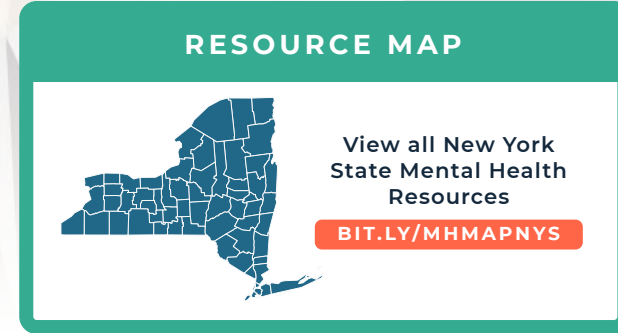 RESOURCE MAP
View all New York
State Mental Health
Resources
BIT.LY/MHMAPNYS